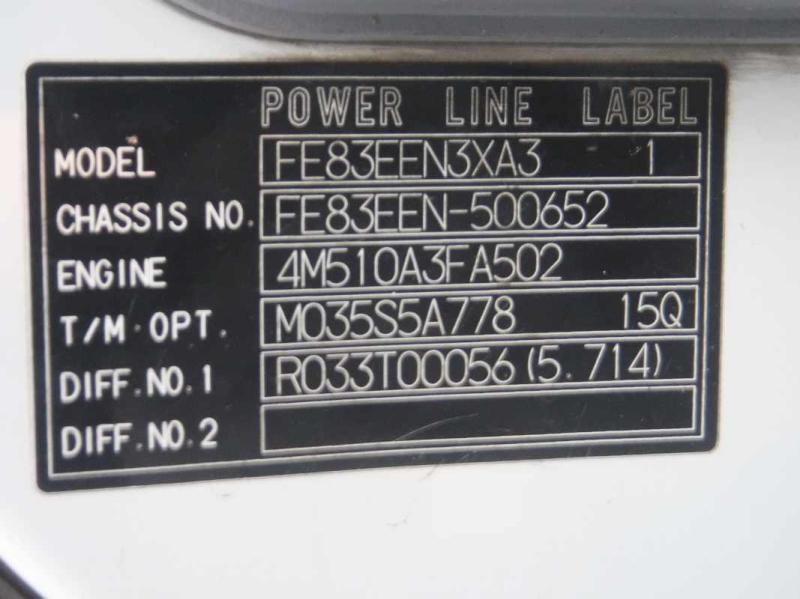 POWER LINE LABEL
MODEL FE83EEN3XA3 1
CHASSIS NO. FE83EEN-500652
ENGINE 4M510A3FA502
T/M·OPT. M035S5A778 15Q
DIFF.NO.1 R033T00056(5.714)
DIFF.NO.2